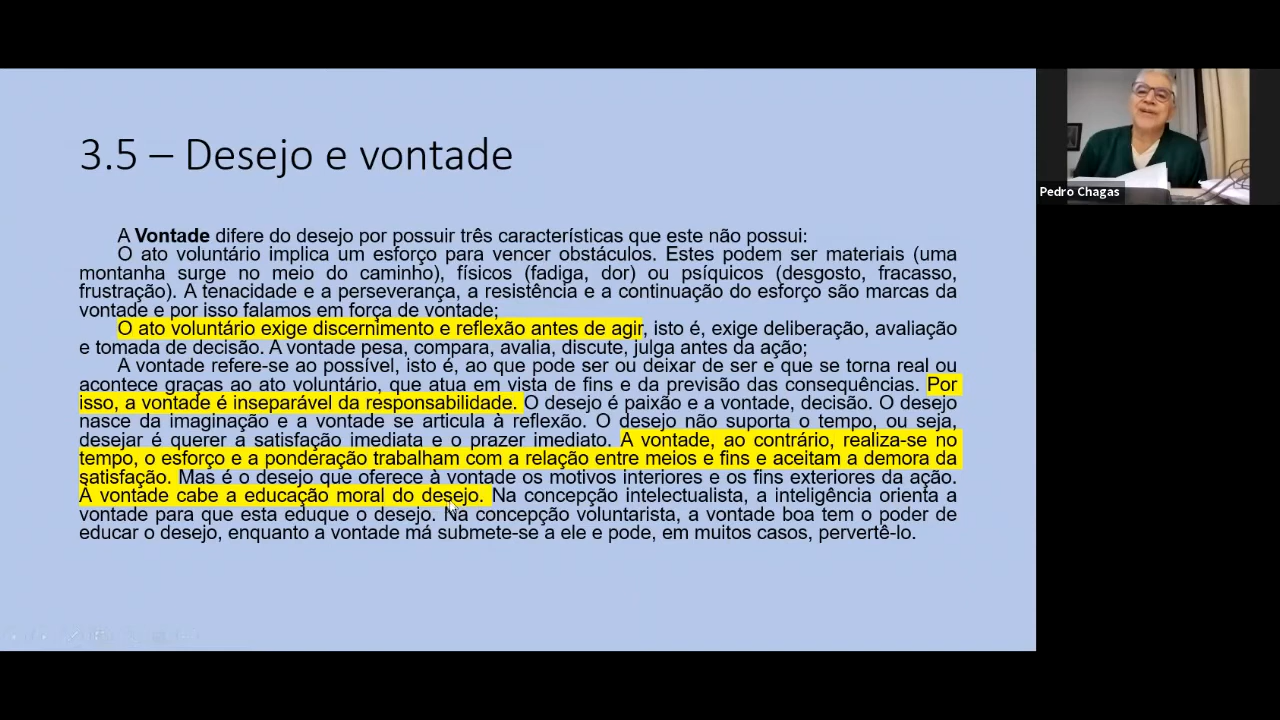 3.5 – Desejo e vontade
A Vontade difere do desejo por possuir três características que este não possui:
O ato voluntário implica um esforço para vencer obstáculos. Estes podem ser materiais (uma
montanha surge no meio do caminho), físicos (fadiga, dor) ou psíquicos (desgosto, fracasso,
frustração). A tenacidade e a perseverança, a resistência e a continuação do esforço são marcas da
vontade e por isso falamos em força de vontade;
O ato voluntário exige discernimento e reflexão antes de agir, isto é, exige deliberação, avaliação
e tomada de decisão. A vontade pesa, compara, avalia, discute, julga antes da ação;
A vontade refere-se ao possível, isto é, ao que pode ser ou deixar de ser e que se torna real ou
acontece graças ao ato voluntário, que atua em vista de fins e da previsão das consequências. Por
isso, a vontade é inseparável da responsabilidade. O desejo é paixão e a vontade, decisão. O desejo
nasce da imaginação e a vontade se articula à reflexão. O desejo não suporta o tempo, ou seja,
desejar é querer a satisfação imediata e o prazer imediato. A vontade, ao contrário, realiza-se no
tempo, o esforço e a ponderação trabalham com a relação entre meios e fins e aceitam a demora da
satisfação. Mas é o desejo que oferece à vontade os motivos interiores e os fins exteriores da ação.
À vontade cabe a educação moral do desejo. Na concepção intelectualista, a inteligência orienta a
vontade para que esta eduque o desejo. Na concepção voluntarista, a vontade boa tem o poder de
educar o desejo, enquanto a vontade má submete-se a ele e pode, em muitos casos, pervertê-lo.
Pedro Chagas